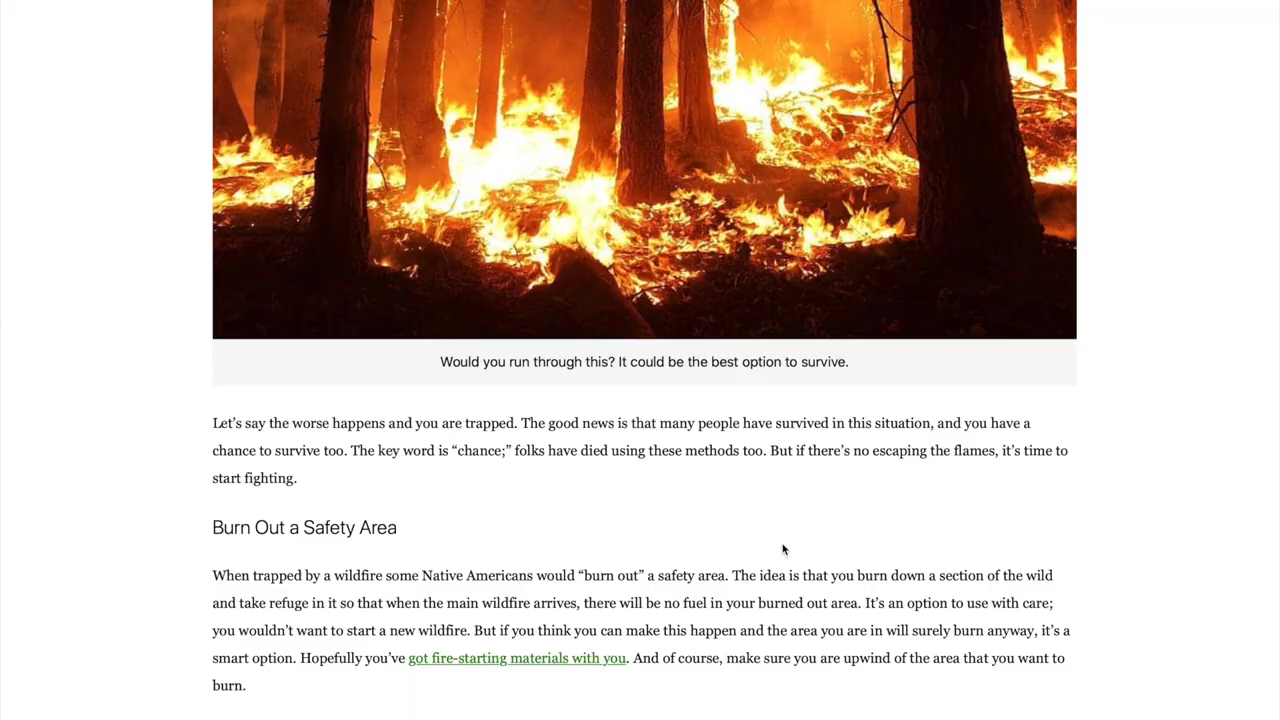 Would you run through this? It could be the best option to survive.
Let’s say the worse happens and you are trapped. The good news is that many people have survived in this situation, and you have a
chance to survive too. The key word is “chance;” folks have died using these methods too. But if there’s no escaping the flames, it’s time to
start fighting.
Burn Out a Safety Area
When trapped by a wildfire some Native Americans would “burn out” a safety area. The idea is that you burn down a section of the wild
and take refuge in it so that when the main wildfire arrives, there will be no fuel in your burned out area. It’s an option to use with care;
you wouldn’t want to start a new wildfire. But if you think you can make this happen and the area you are in will surely burn anyway, it’s a
smart option. Hopefully you’ve got fire-starting materials with you. And of course, make sure you are upwind of the area that you want to
burn.